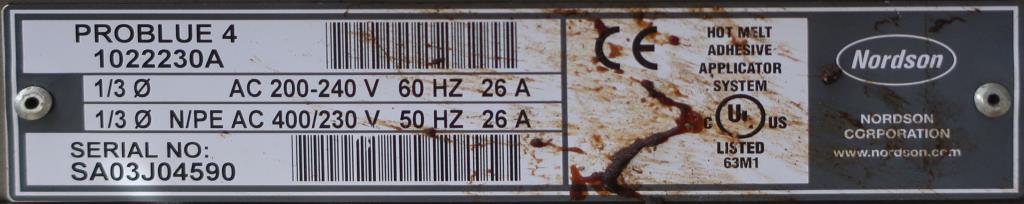 PROBLUE 4
1022230A
1/3 Ø AC 200-240 V 60 HZ 26 A
1/3 Ø N/PE AC 400/230 V 50 HZ 26 A
SERIAL NO:
SA03J04590
CE
HOT MELT
ADHESIVE
APPLICATOR
SYSTEM
C UL US
LISTED
63M1
Nordson
NORDSON
CORPORATION
www.nordson.com